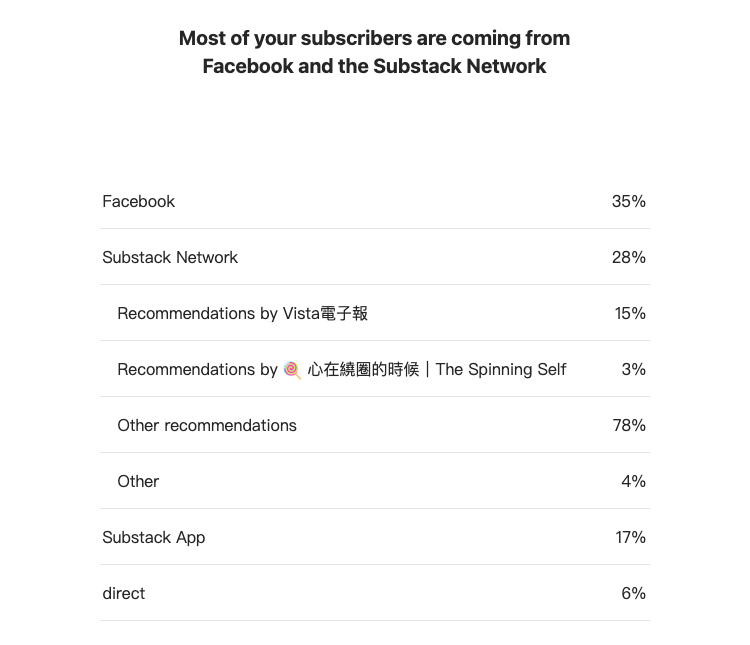 Most of your subscribers are coming from
Facebook and the Substack Network
Facebook 35%
Substack Network 28%
Recommendations by Vista電子報 15%
Recommendations by 🍭 心在繞圈的時候｜The Spinning Self 3%
Other recommendations 78%
Other 4%
Substack App 17%
direct 6%